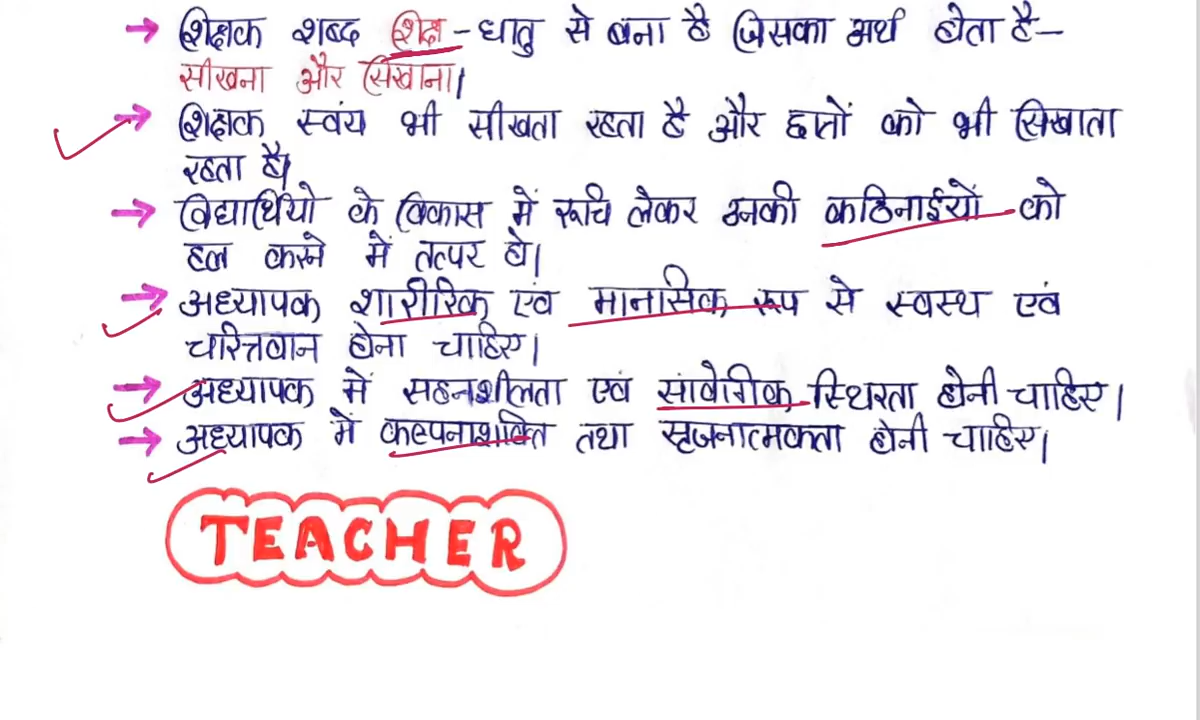 → शिक्षक शब्द शिक्ष - धातु से बना है जिसका अर्थ होता है-
सीखना और सिखाना।
→ शिक्षक स्वंय भी सीखता रहता है और छात्रों को भी सिखाता
रहता है।
→ विद्यार्थियो के विकास में रूचि लेकर उनकी कठिनाईयों को
हल करने में तत्पर हो।
→ अध्यापक शारीरिक एवं मानसिक रूप से स्वस्थ एवं
चरित्रवान होना चाहिए।
→ अध्यापक में सहनशीलता एवं सांवेगिक स्थिरता होनी चाहिए।
→ अध्यापक में कल्पनाशक्ति तथा सृजनात्मकता होनी चाहिए।
TEACHER